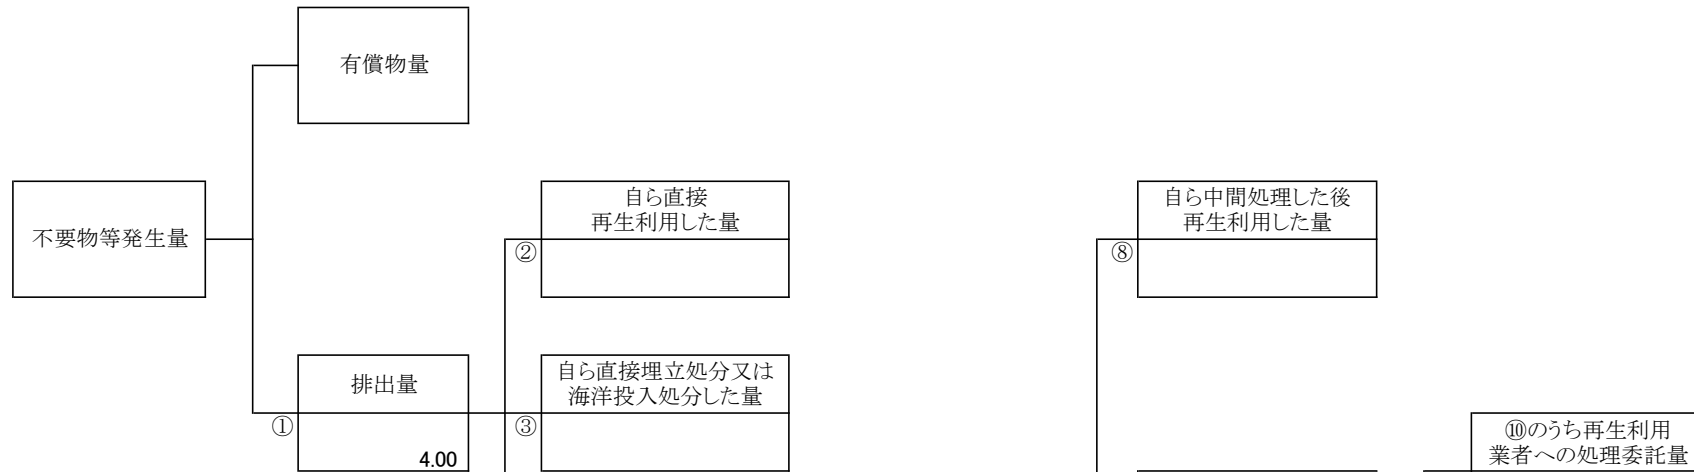 有償物量
不要物等発生量
自ら直接
再生利用した量
②
自ら中間処理した後
再生利用した量
⑧
排出量
①
4.00
自ら直接埋立処分又は
海洋投入処分した量
③
⑩のうち再生利用
業者への処理委託量